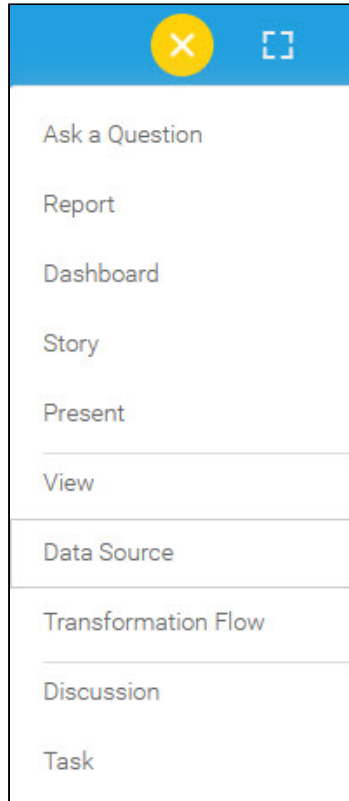 Ask a Question
Report
Dashboard
Story
Present
View
Data Source
Transformation Flow
Discussion
Task